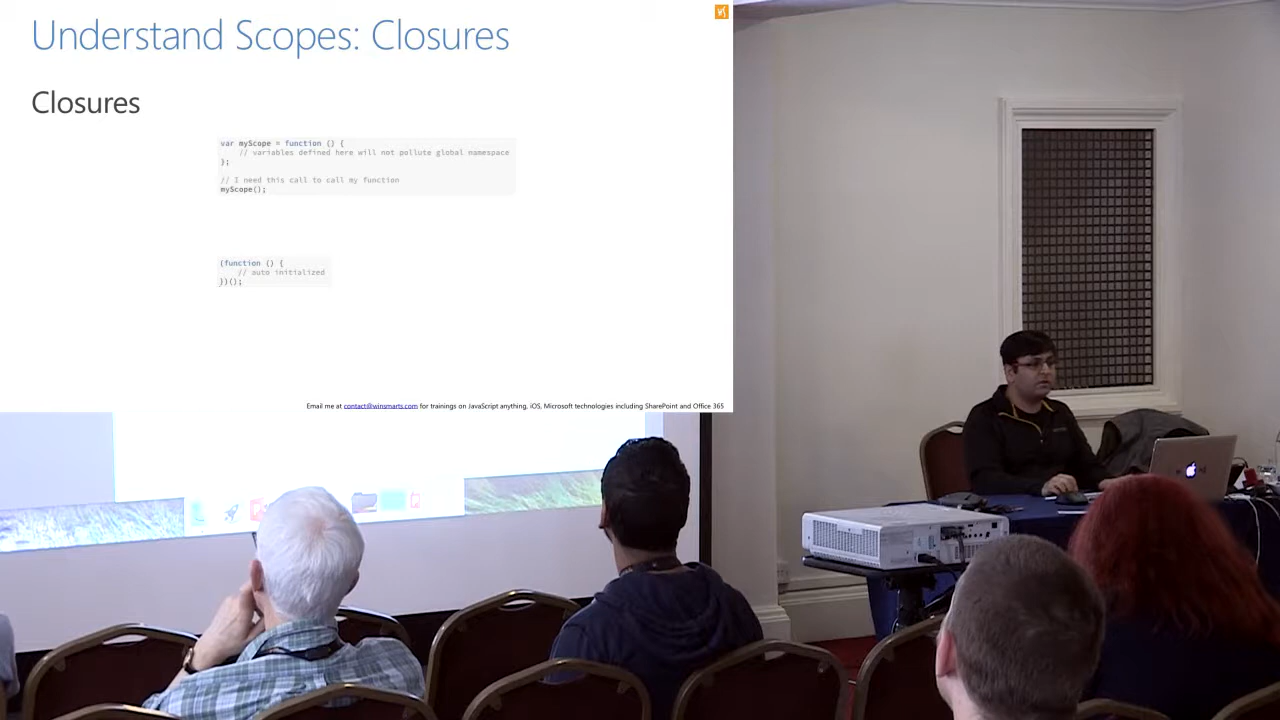 Understand Scopes: Closures
Closures
var myScope = function () {
// variables defined here will not pollute global namespace
};
// I need this call to call my function
myScope();
(function () {
// auto initialized
})();
Email me at contact@winsmarts.com for trainings on JavaScript anything, iOS, Microsoft technologies including SharePoint and Office 365